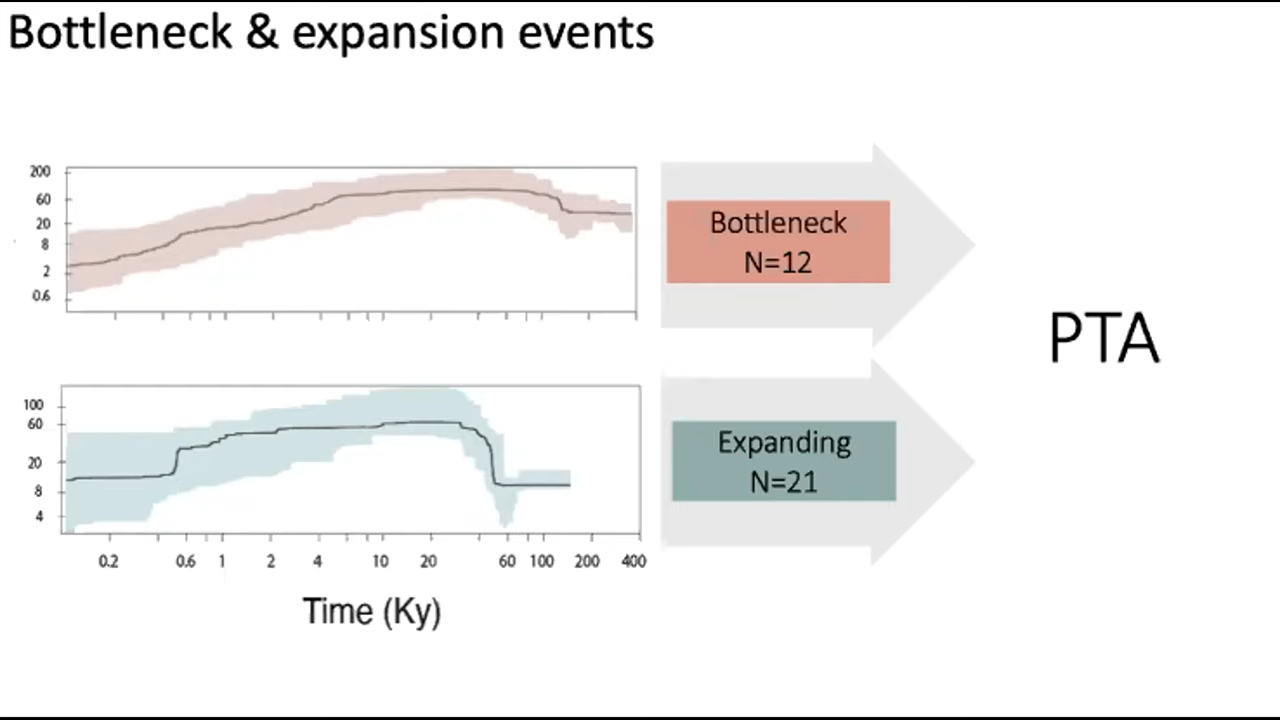 Bottleneck & expansion events
200
60
20
8
2
0.6
Bottleneck
N=12
100
60
20
8
4
0.2 0.6 1 2 4 10 20 60 100 200 400
Time (Ky)
Expanding
N=21
PTA